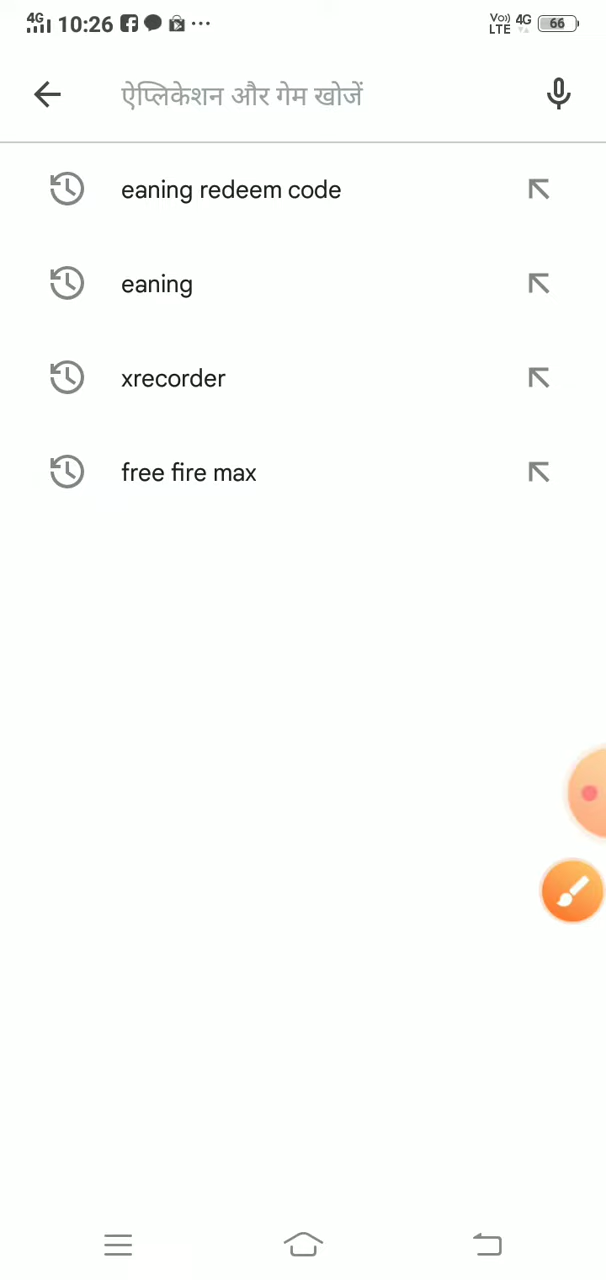 4G 10:26 ... Vo)) LTE 4G 66
ऐप्लिकेशन और गेम खोजें
eaning redeem code
eaning
xrecorder
free fire max